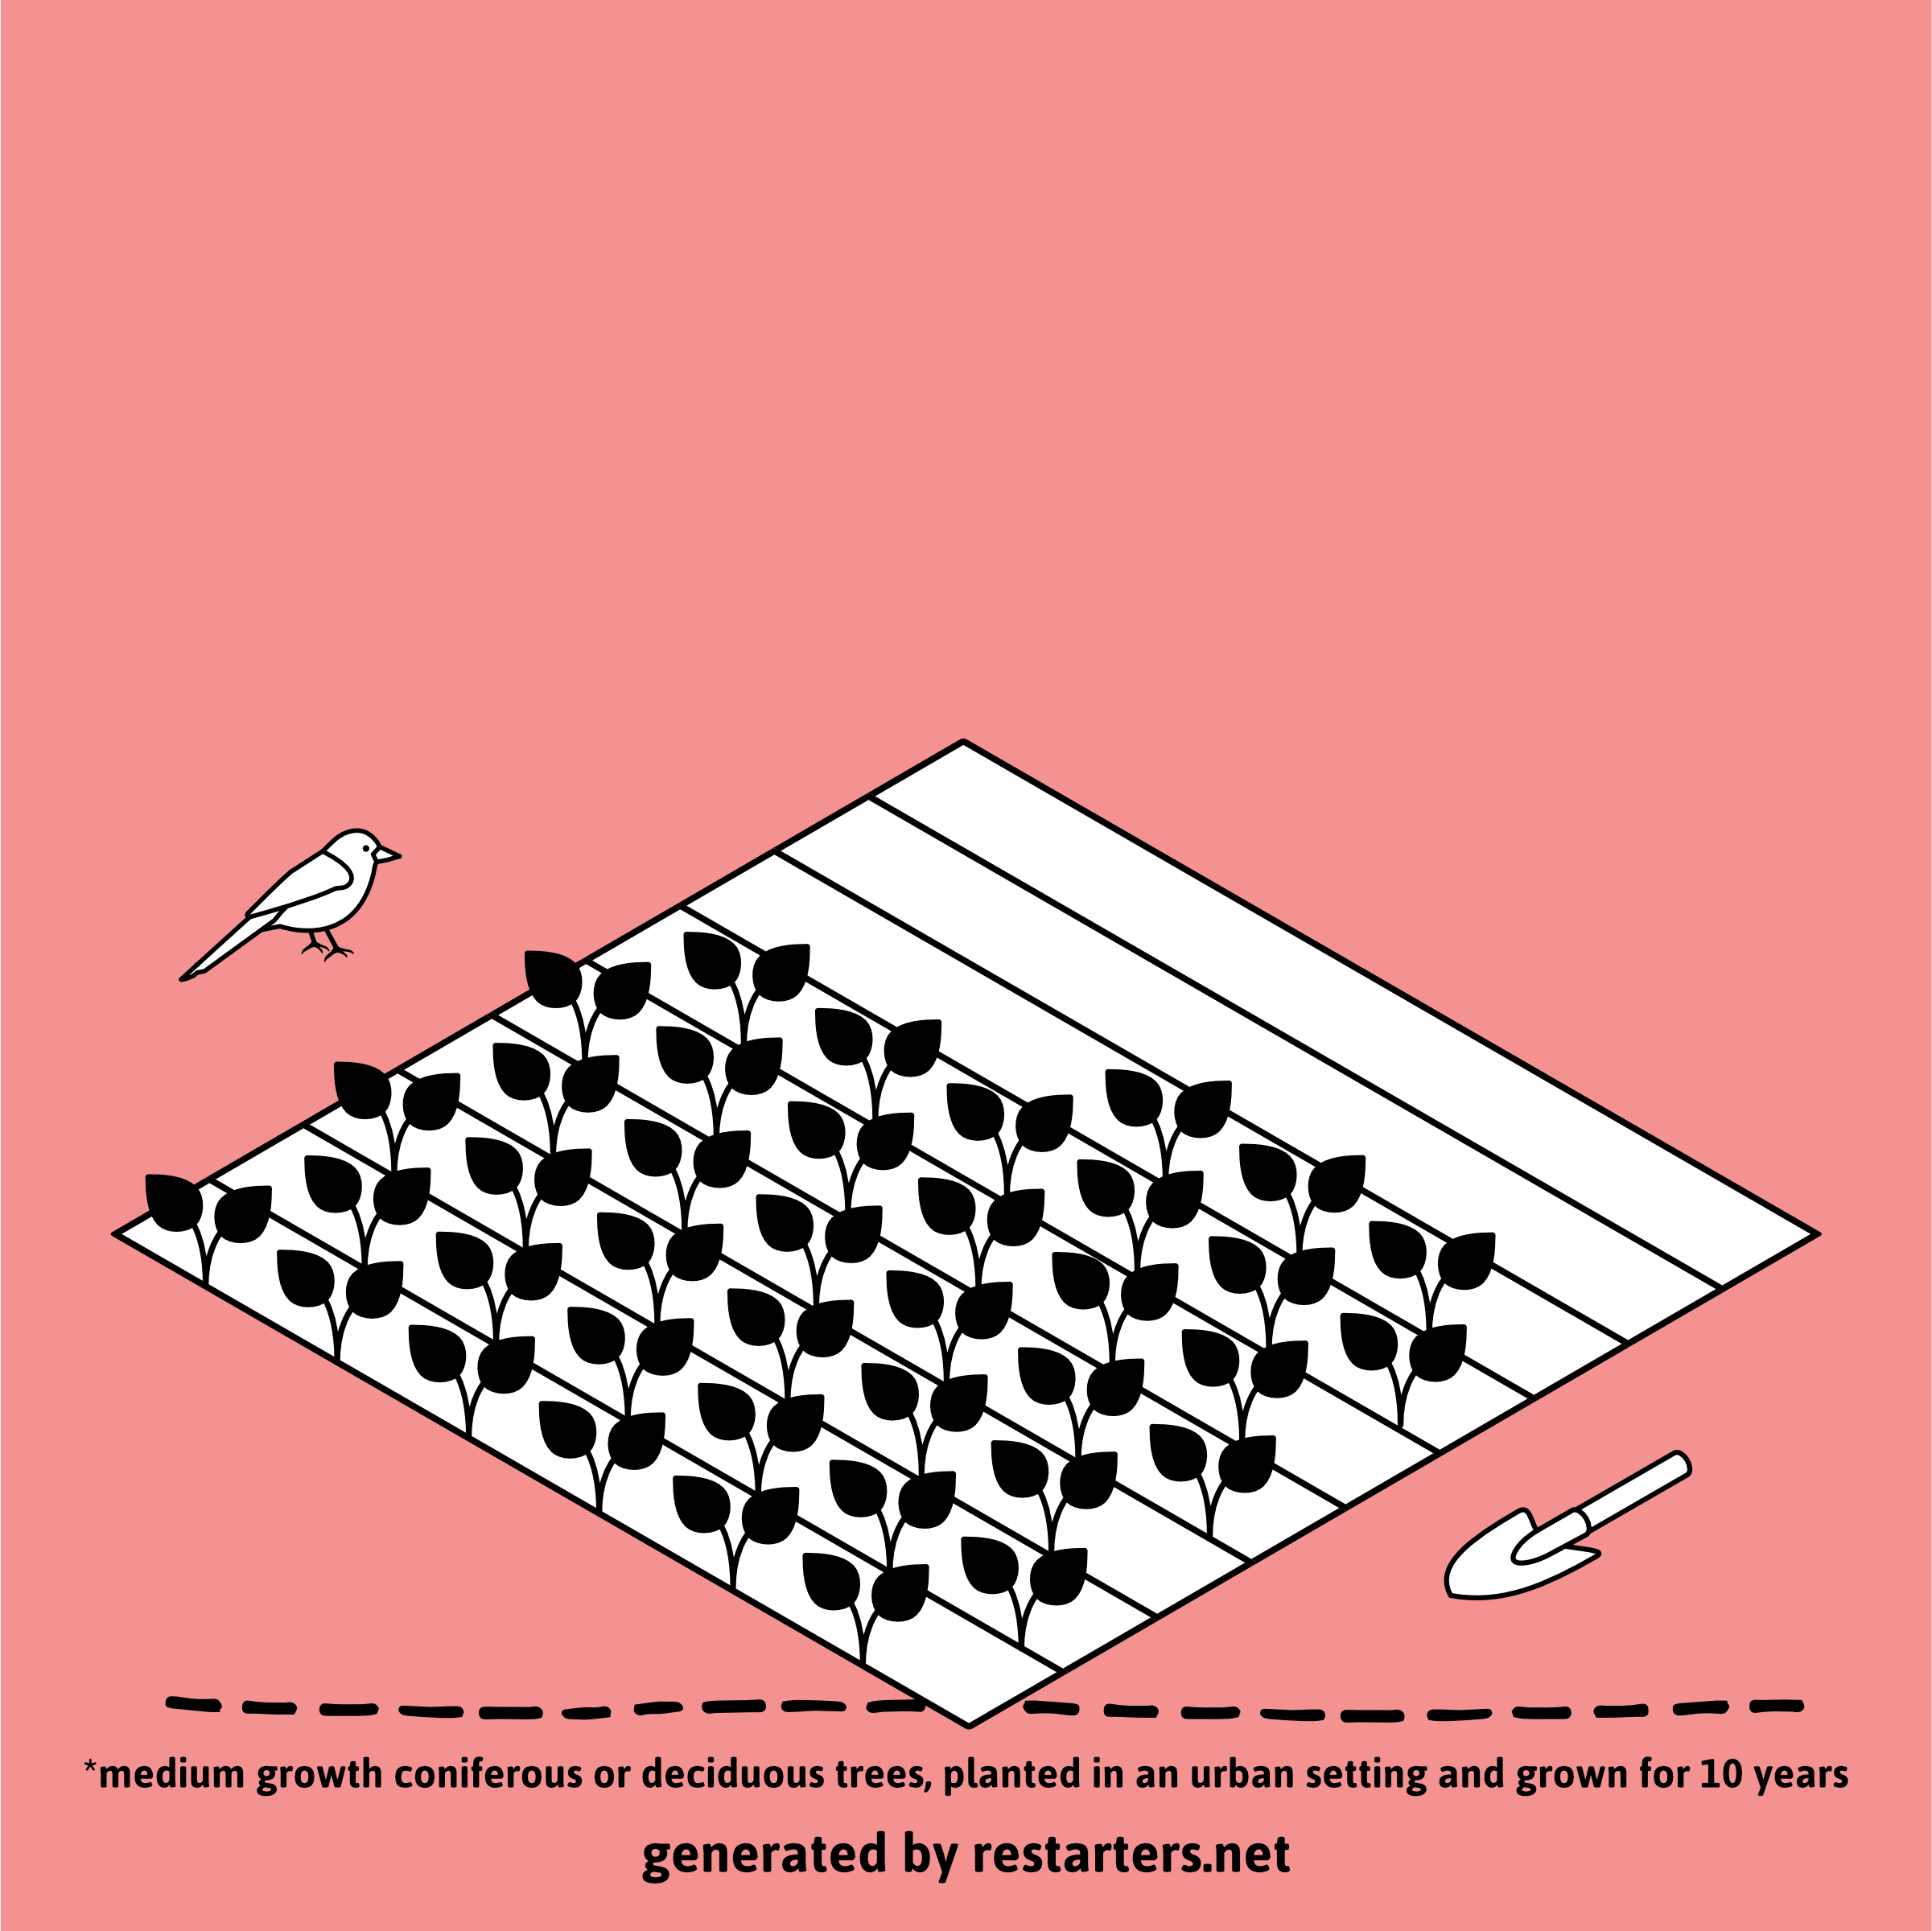 *medium growth coniferous or deciduous trees, planted in an urban setting and grown for 10 years
generated by restarters.net